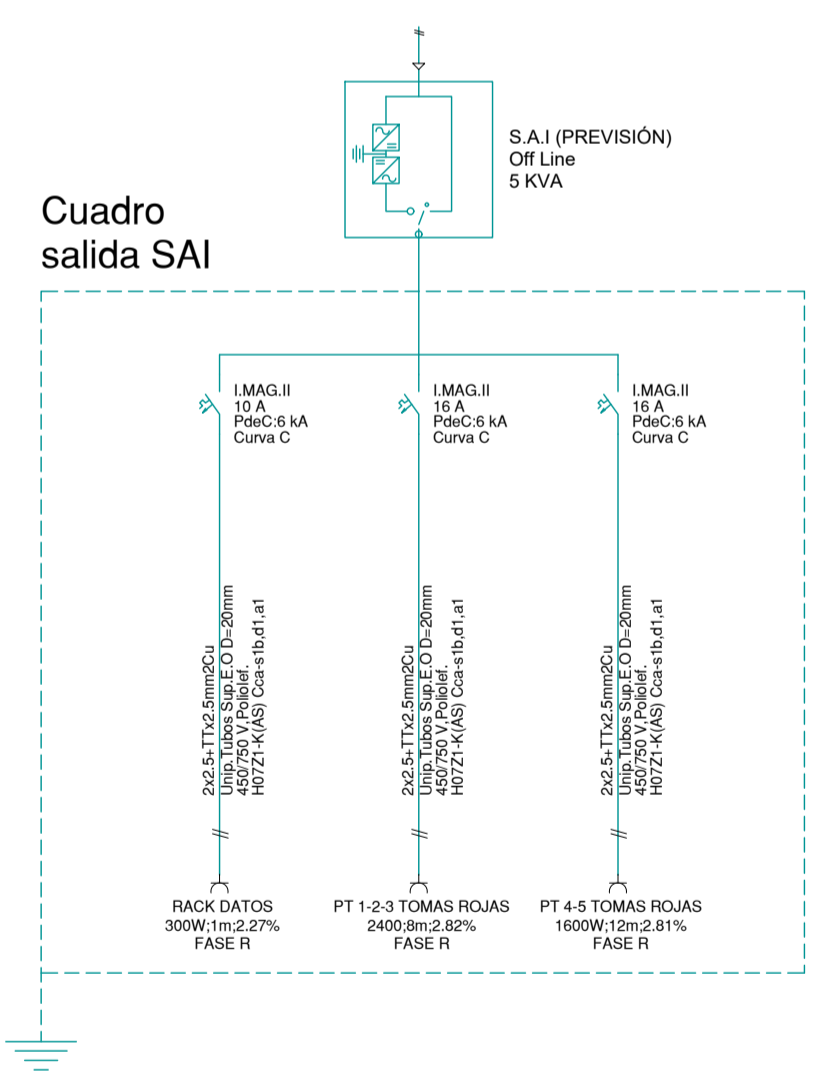 S.A.I (PREVISIÓN)
Off Line
5 KVA
Cuadro
salida SAI
I.MAG.II
10 A
PdeC:6 kA
Curva C
I.MAG.II
16 A
PdeC:6 kA
Curva C
I.MAG.II
16 A
PdeC:6 kA
Curva C
2x2.5+TTx2.5mm2Cu
Unip.Tubos Sup.E.O D=20mm
450/750 V,Poliolef.
H07Z1-K(AS) Cca-s1b,d1,a1
2x2.5+TTx2.5mm2Cu
Unip.Tubos Sup.E.O D=20mm
450/750 V,Poliolef.
H07Z1-K(AS) Cca-s1b,d1,a1
2x2.5+TTx2.5mm2Cu
Unip.Tubos Sup.E.O D=20mm
450/750 V,Poliolef.
H07Z1-K(AS) Cca-s1b,d1,a1
RACK DATOS
300W;1m;2.27%
FASE R
PT 1-2-3 TOMAS ROJAS
2400;8m;2.82%
FASE R
PT 4-5 TOMAS ROJAS
1600W;12m;2.81%
FASE R